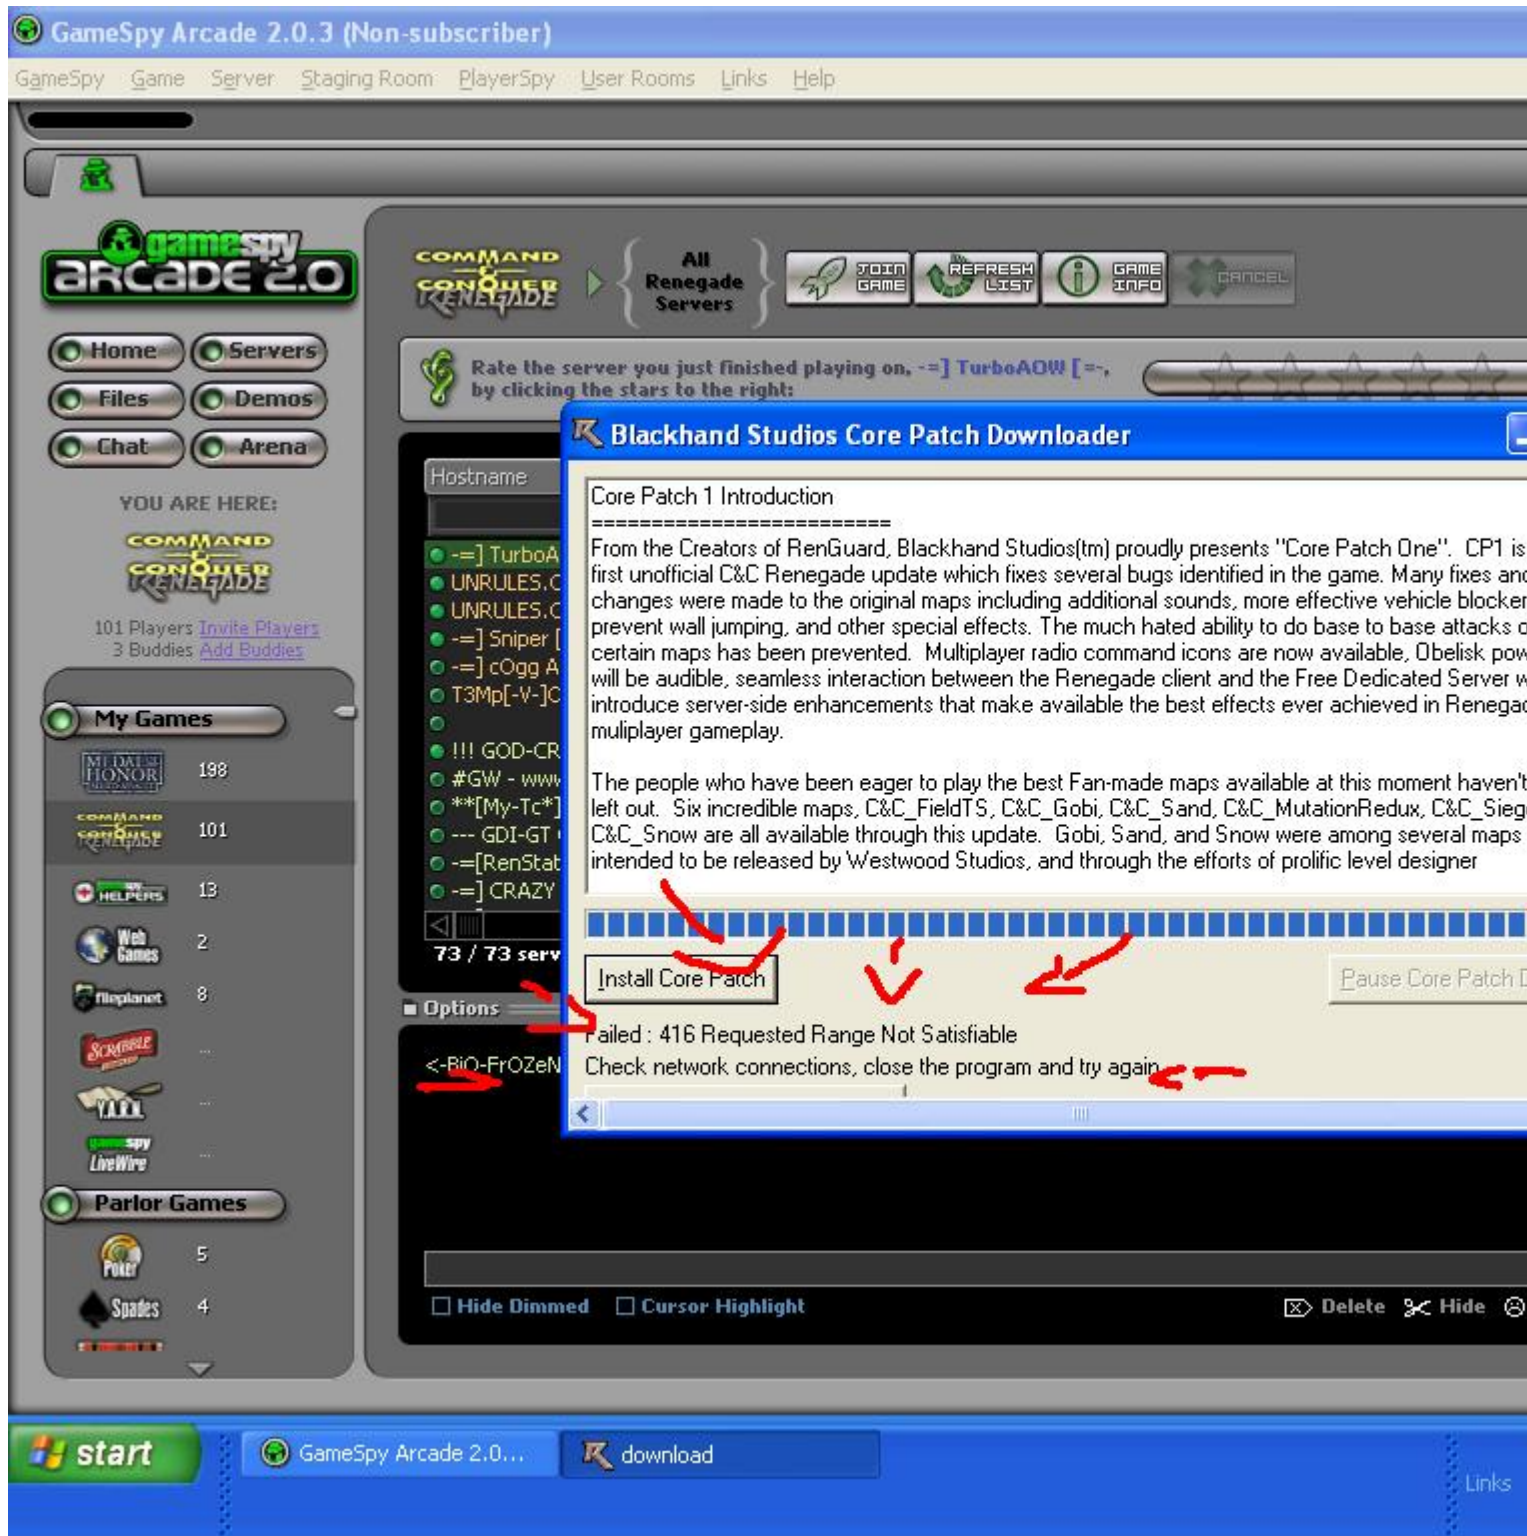 GameSpy Arcade 2.0.3 (Non-subscriber)
GameSpy Game Server Staging Room PlayerSpy User Rooms Links Help
gamespy
ARCADE 2.0
Home Servers
Files Demos
Chat Arena
YOU ARE HERE:
COMMAND
CONQUER
RENEGADE
101 Players Invite Players
3 Buddies Add Buddies
My Games
MEDAL OF
HONOR 198
COMMAND
CONQUER
RENEGADE 101
HELPERS 13
Web
Games 2
fileplanet 8
SCRABBLE ...
...
gamespy
LiveWire ...
Parlor Games
Poker 5
Spades 4
COMMAND
&
CONQUER
RENEGADE
All
Renegade
Servers
JOIN
GAME
REFRESH
LIST
GAME
INFO
CANCEL
Rate the server you just finished playing on, -=] TurboAOW [=-,
by clicking the stars to the right:
Hostname
-=] TurboA
UNRULES.C
UNRULES.C
-=] Sniper [
-=] cOgg A
T3Mp[-V-]C
!!! GOD-CR
#GW - www
**[My-Tc*]
--- GDI-GT
-=[RenStat
-=] CRAZY
73 / 73 serv
Options
<-BiO-FrOZeN
Hide Dimmed Cursor Highlight
Delete Hide
Blackhand Studios Core Patch Downloader
Core Patch 1 Introduction
=========================
From the Creators of RenGuard, Blackhand Studios(tm) proudly presents "Core Patch One". CP1 is
first unofficial C&C Renegade update which fixes several bugs identified in the game. Many fixes and
changes were made to the original maps including additional sounds, more effective vehicle blocker
prevent wall jumping, and other special effects. The much hated ability to do base to base attacks o
certain maps has been prevented. Multiplayer radio command icons are now available, Obelisk pow
will be audible, seamless interaction between the Renegade client and the Free Dedicated Server w
introduce server-side enhancements that make available the best effects ever achieved in Renegad
muliplayer gameplay.
The people who have been eager to play the best Fan-made maps available at this moment haven't
left out. Six incredible maps, C&C_FieldTS, C&C_Gobi, C&C_Sand, C&C_MutationRedux, C&C_Sieg
C&C_Snow are all available through this update. Gobi, Sand, and Snow were among several maps
intended to be released by Westwood Studios, and through the efforts of prolific level designer
Install Core Patch
Pause Core Patch D
Failed : 416 Requested Range Not Satisfiable
Check network connections, close the program and try again
start
GameSpy Arcade 2.0...
download
Links